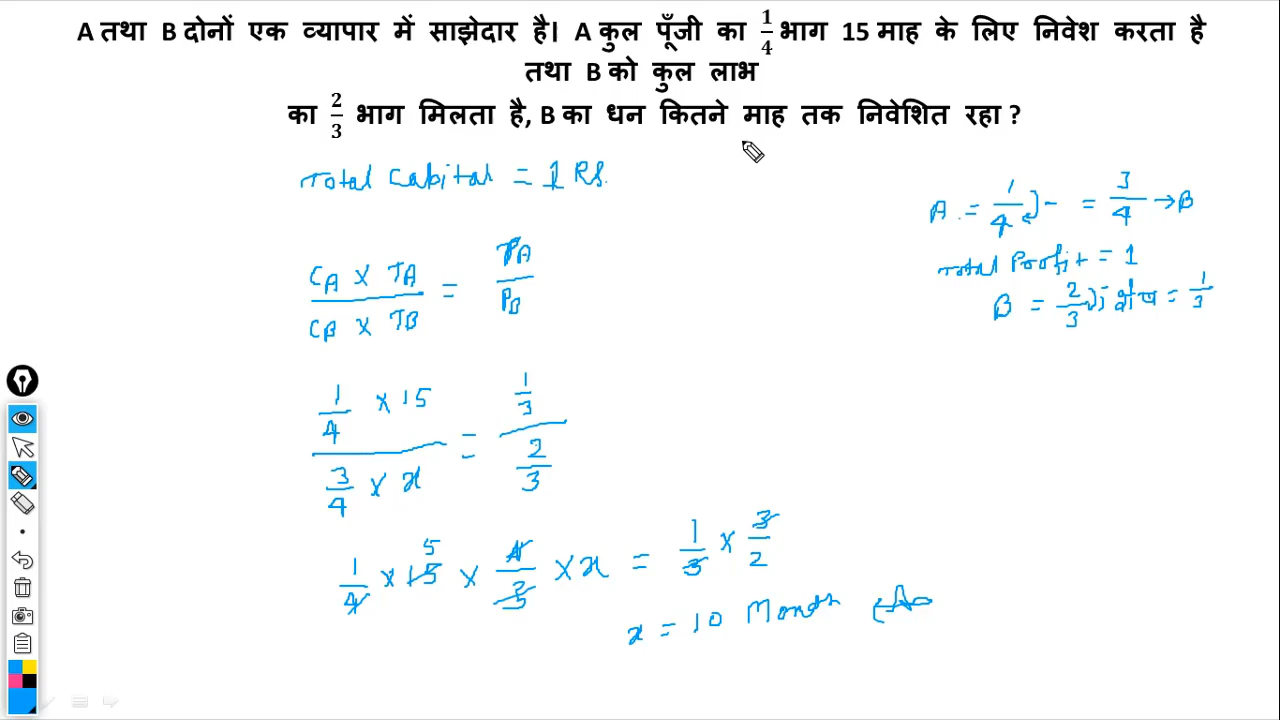 A तथा B दोनों एक व्यापार में साझेदार है। A कुल पूँजी का 1/4 भाग 15 माह के लिए निवेश करता है
तथा B को कुल लाभ
का 2/3 भाग मिलता है, B का धन कितने माह तक निवेशित रहा ?
Total Capital = 1 RS.
A = 1/4 - = 3/4 → B
Total Profit = 1
B = 2/3 शेष = 1/3
CA × TA / CB × TB = PA / PB
1/4 × 15 / 3/4 × x = 1/3 / 2/3
1/4 × 15 5 × 4/3 × x = 1/3 × 3/2
x = 10 Month